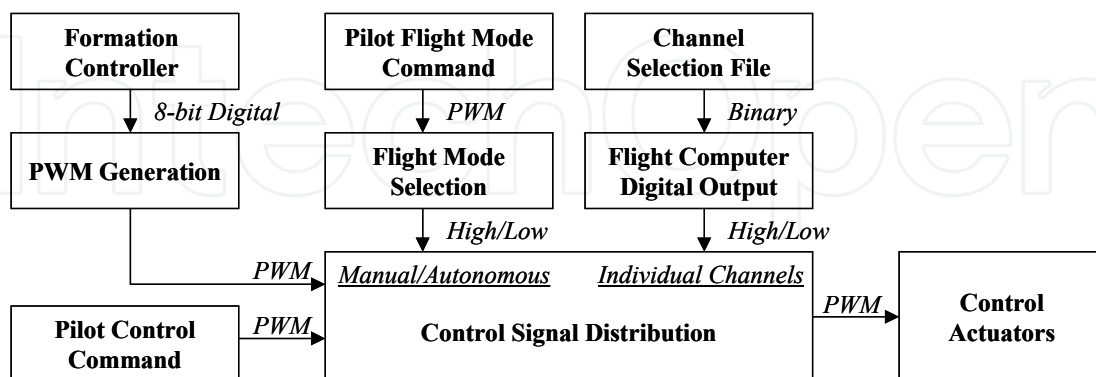 IntechOpen
Formation
Controller
Pilot Flight Mode
Command
Channel
Selection File
8-bit Digital
PWM
Binary
PWM Generation
Flight Mode
Selection
Flight Computer
Digital Output
High/Low
High/Low
PWM
Manual/Autonomous
Individual Channels
Pilot Control
Command
PWM
Control Signal Distribution
PWM
Control
Actuators